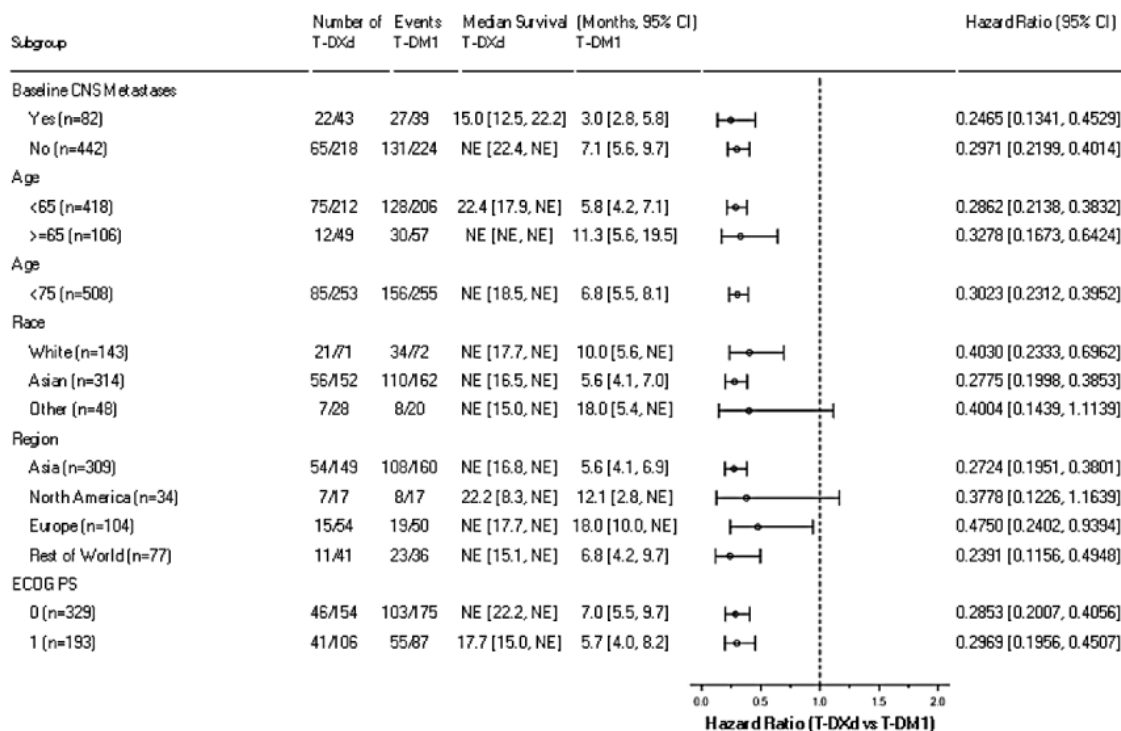 Number of Events Median Survival (Months, 95% CI) Hazard Ratio (95% CI)
Subgroup T-DXd T-DM1 T-DXd T-DM1
Baseline CNS Metastases
Yes (n=82) 22/43 27/39 15.0 [12.5, 22.2] 3.0 [2.8, 5.8] 0.2465 [0.1341, 0.4529]
No (n=442) 65/218 131/224 NE [22.4, NE] 7.1 [5.6, 9.7] 0.2971 [0.2199, 0.4014]
Age
<65 (n=418) 75/212 128/206 22.4 [17.9, NE] 5.8 [4.2, 7.1] 0.2862 [0.2138, 0.3832]
>=65 (n=106) 12/49 30/57 NE [NE, NE] 11.3 [5.6, 19.5] 0.3278 [0.1673, 0.6424]
Age
<75 (n=508) 85/253 156/255 NE [18.5, NE] 6.8 [5.5, 8.1] 0.3023 [0.2312, 0.3952]
Race
White (n=143) 21/71 34/72 NE [17.7, NE] 10.0 [5.6, NE] 0.4030 [0.2333, 0.6962]
Asian (n=314) 56/152 110/162 NE [16.5, NE] 5.6 [4.1, 7.0] 0.2775 [0.1998, 0.3853]
Other (n=48) 7/28 8/20 NE [15.0, NE] 18.0 [5.4, NE] 0.4004 [0.1439, 1.1139]
Region
Asia (n=309) 54/149 108/160 NE [16.8, NE] 5.6 [4.1, 6.9] 0.2724 [0.1951, 0.3801]
North America (n=34) 7/17 8/17 22.2 [8.3, NE] 12.1 [2.8, NE] 0.3778 [0.1226, 1.1639]
Europe (n=104) 15/54 19/50 NE [17.7, NE] 18.0 [10.0, NE] 0.4750 [0.2402, 0.9394]
Rest of World (n=77) 11/41 23/36 NE [15.1, NE] 6.8 [4.2, 9.7] 0.2391 [0.1156, 0.4948]
ECOG PS
0 (n=329) 46/154 103/175 NE [22.2, NE] 7.0 [5.5, 9.7] 0.2853 [0.2007, 0.4056]
1 (n=193) 41/106 55/87 17.7 [15.0, NE] 5.7 [4.0, 8.2] 0.2969 [0.1956, 0.4507]
0.0 0.5 1.0 1.5 2.0
Hazard Ratio (T-DXd vs T-DM1)